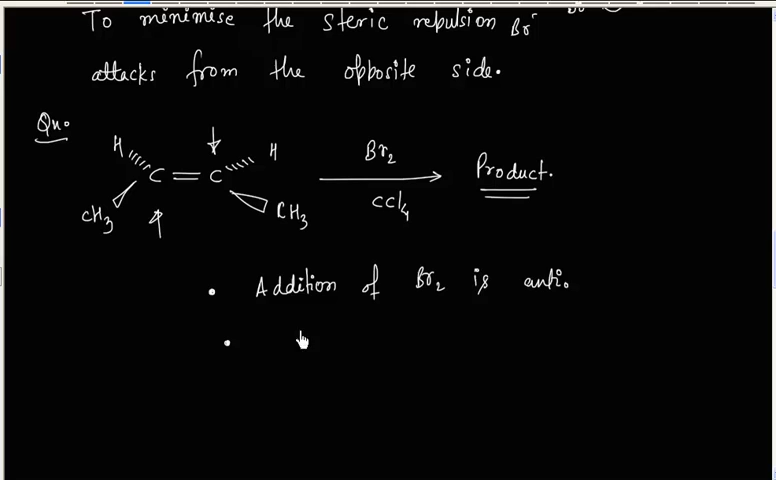 To minimise the steric repulsion Br⁻
attacks from the opposite side.
Qn.
H H
C = C
CH3 CH3
Br2
CCl4
Product.
• Addition of Br2 is anti.
•